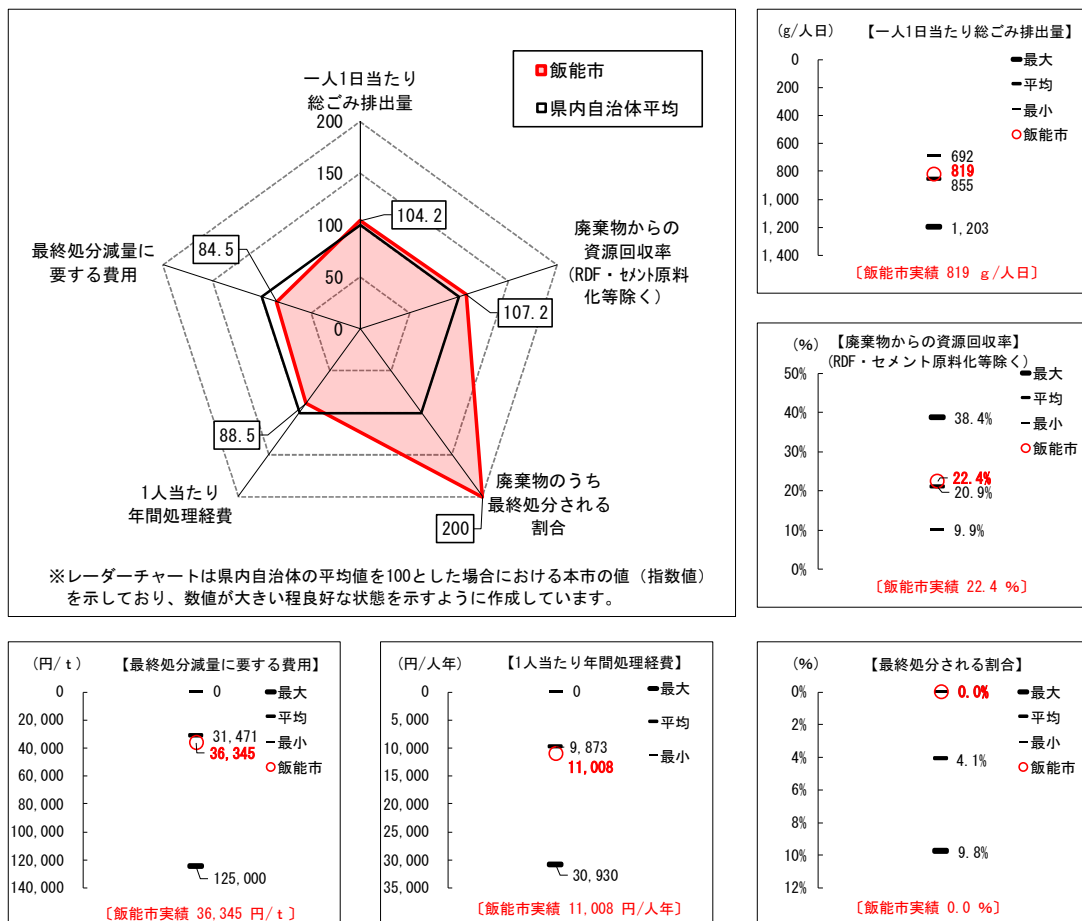 飯能市
県内自治体平均
一人1日当たり
総ごみ排出量
200
150
100
50
0
104.2
廃棄物からの
資源回収率
(RDF・セメント原料
化等除く)
107.2
廃棄物のうち
最終処分される
割合
200
1人当たり
年間処理経費
88.5
最終処分減量に
要する費用
84.5
※レーダーチャートは県内自治体の平均値を100とした場合における本市の値（指数値）
を示しており、数値が大きい程良好な状態を示すように作成しています。
(g/人日)
【一人1日当たり総ごみ排出量】
0
200
400
600
800
1,000
1,200
1,400
最大
平均
最小
飯能市
692
819
855
1,203
〔飯能市実績 819 g/人日〕
(%)
【廃棄物からの資源回収率】
(RDF・セメント原料化等除く)
50%
40%
30%
20%
10%
0%
最大
平均
最小
飯能市
38.4%
22.4%
20.9%
9.9%
〔飯能市実績 22.4 %〕
(円/t)
【最終処分減量に要する費用】
0
20,000
40,000
60,000
80,000
100,000
120,000
140,000
最大
平均
最小
飯能市
0
31,471
36,345
125,000
〔飯能市実績 36,345 円/t〕
(円/人年)
【1人当たり年間処理経費】
0
5,000
10,000
15,000
20,000
25,000
30,000
35,000
最大
平均
最小
0
9,873
11,008
30,930
〔飯能市実績 11,008 円/人年〕
(%)
【最終処分される割合】
0%
2%
4%
6%
8%
10%
12%
最大
平均
最小
飯能市
0.0%
4.1%
9.8%
〔飯能市実績 0.0 %〕